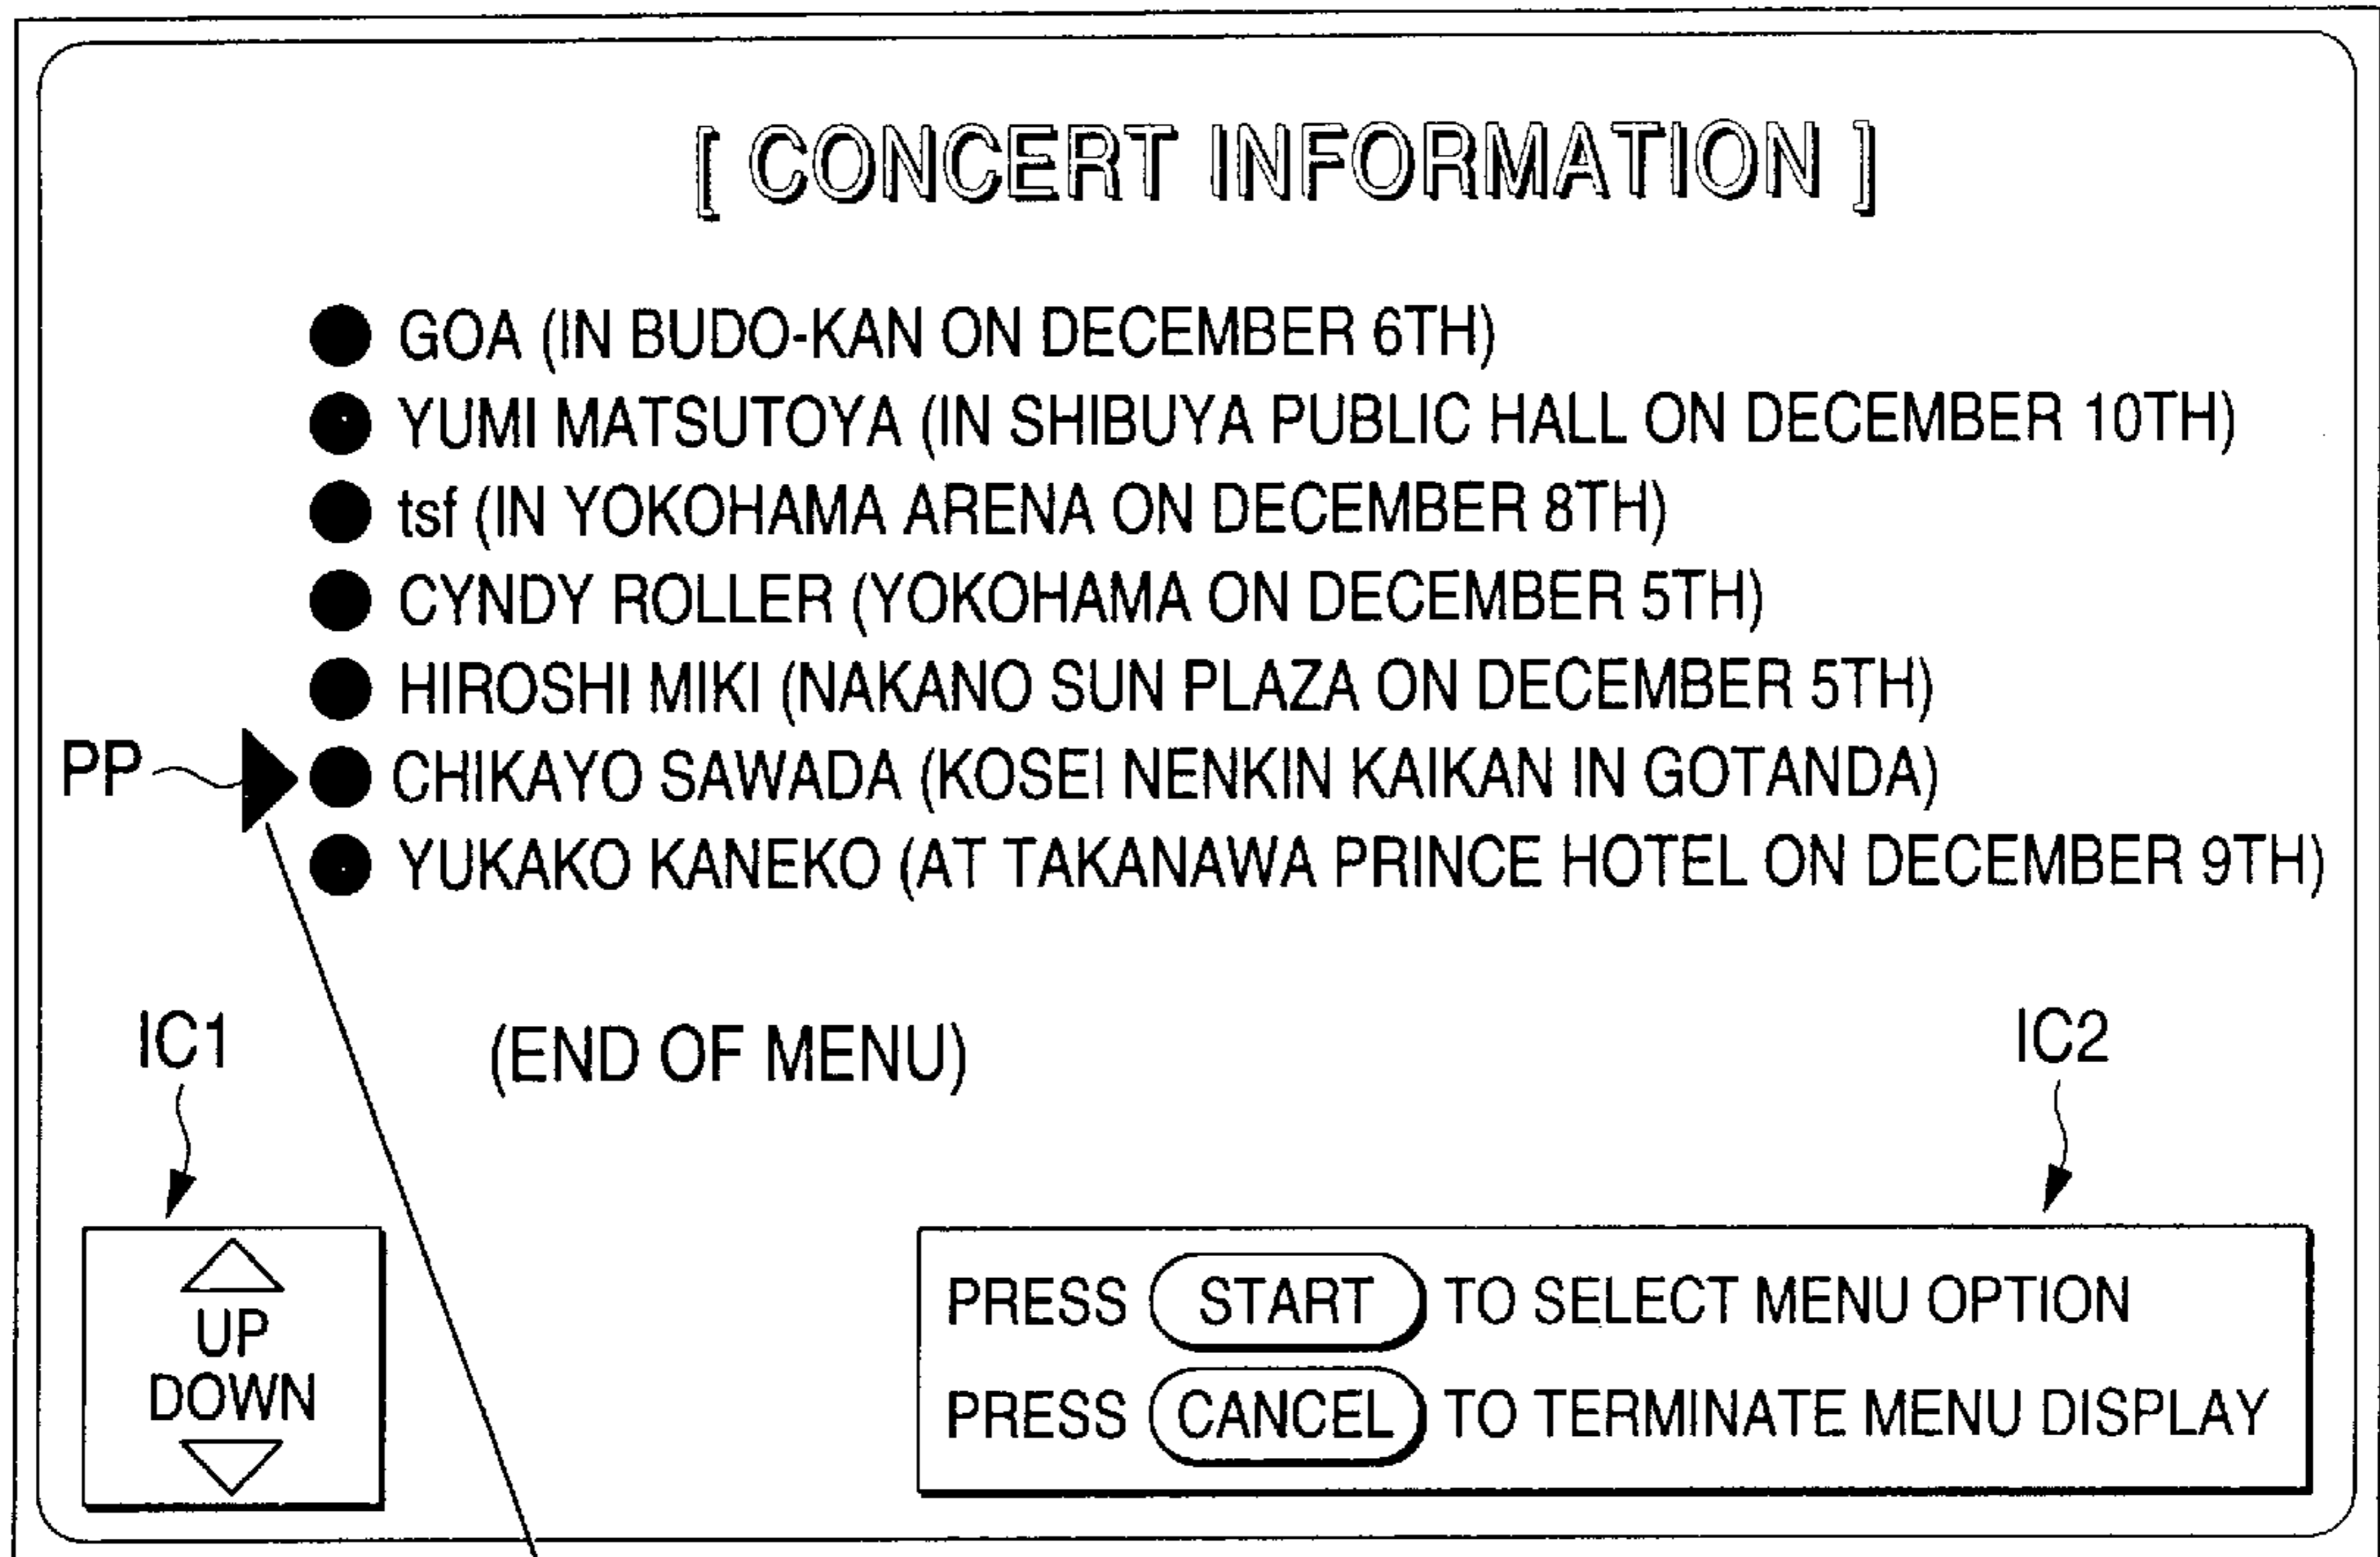 [ CONCERT INFORMATION ]
● GOA (IN BUDO-KAN ON DECEMBER 6TH)
● YUMI MATSUTOYA (IN SHIBUYA PUBLIC HALL ON DECEMBER 10TH)
● tsf (IN YOKOHAMA ARENA ON DECEMBER 8TH)
● CYNDY ROLLER (YOKOHAMA ON DECEMBER 5TH)
● HIROSHI MIKI (NAKANO SUN PLAZA ON DECEMBER 5TH)
PP ● CHIKAYO SAWADA (KOSEI NENKIN KAIKAN IN GOTANDA)
● YUKAKO KANEKO (AT TAKANAWA PRINCE HOTEL ON DECEMBER 9TH)
IC1 (END OF MENU) IC2
UP
DOWN
PRESS START TO SELECT MENU OPTION
PRESS CANCEL TO TERMINATE MENU DISPLAY